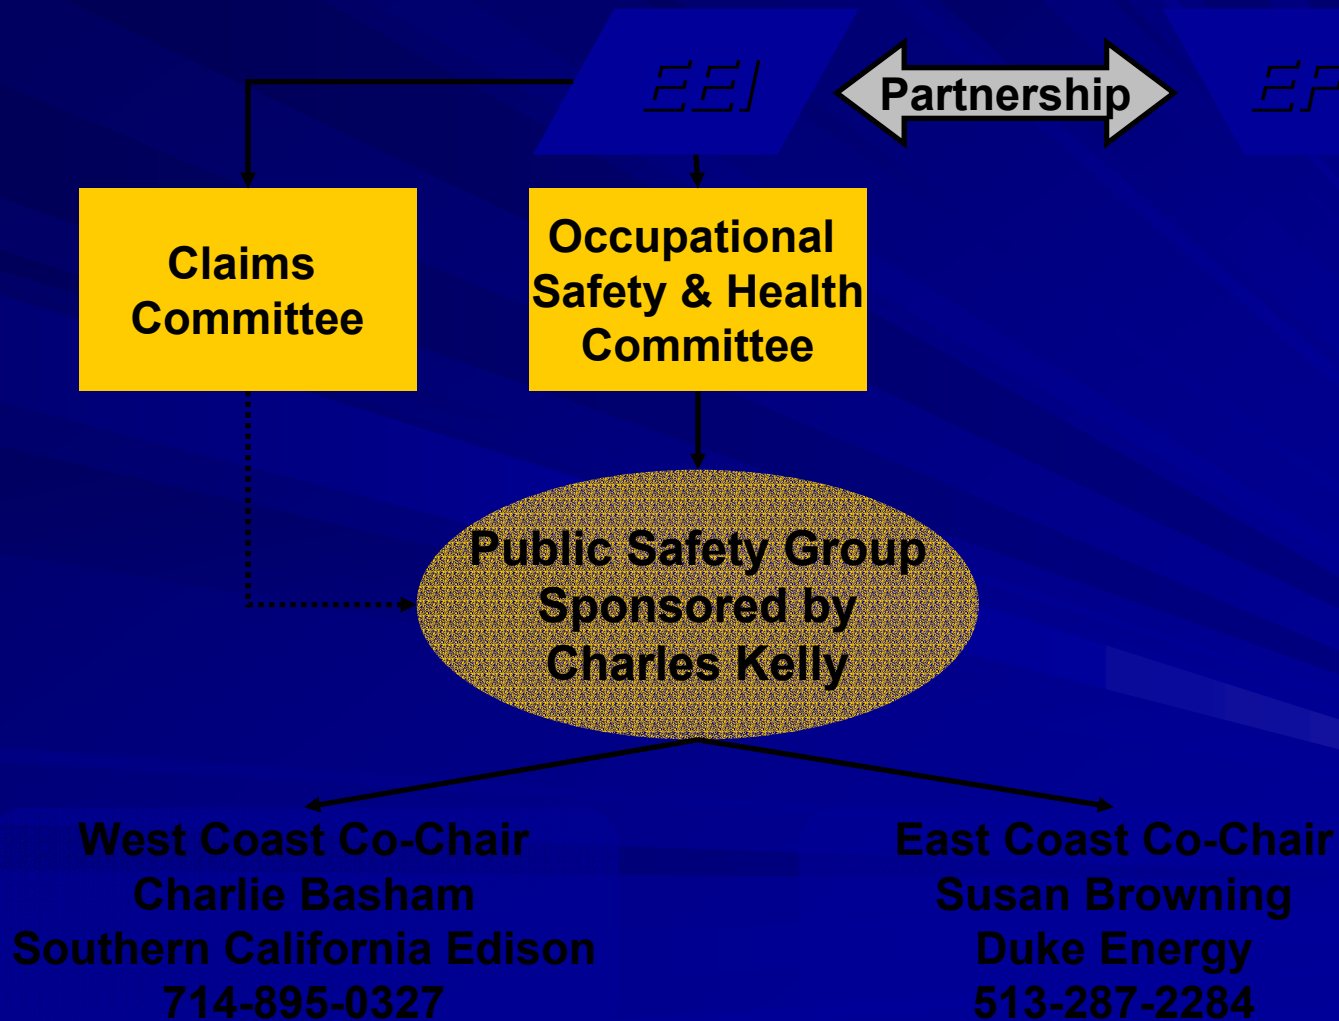 EEI
Partnership
Claims
Committee
Occupational
Safety & Health
Committee
Public Safety Group
Sponsored by
Charles Kelly
West Coast Co-Chair
Charlie Basham
Southern California Edison
714-895-0327
East Coast Co-Chair
Susan Browning
Duke Energy
513-287-2284